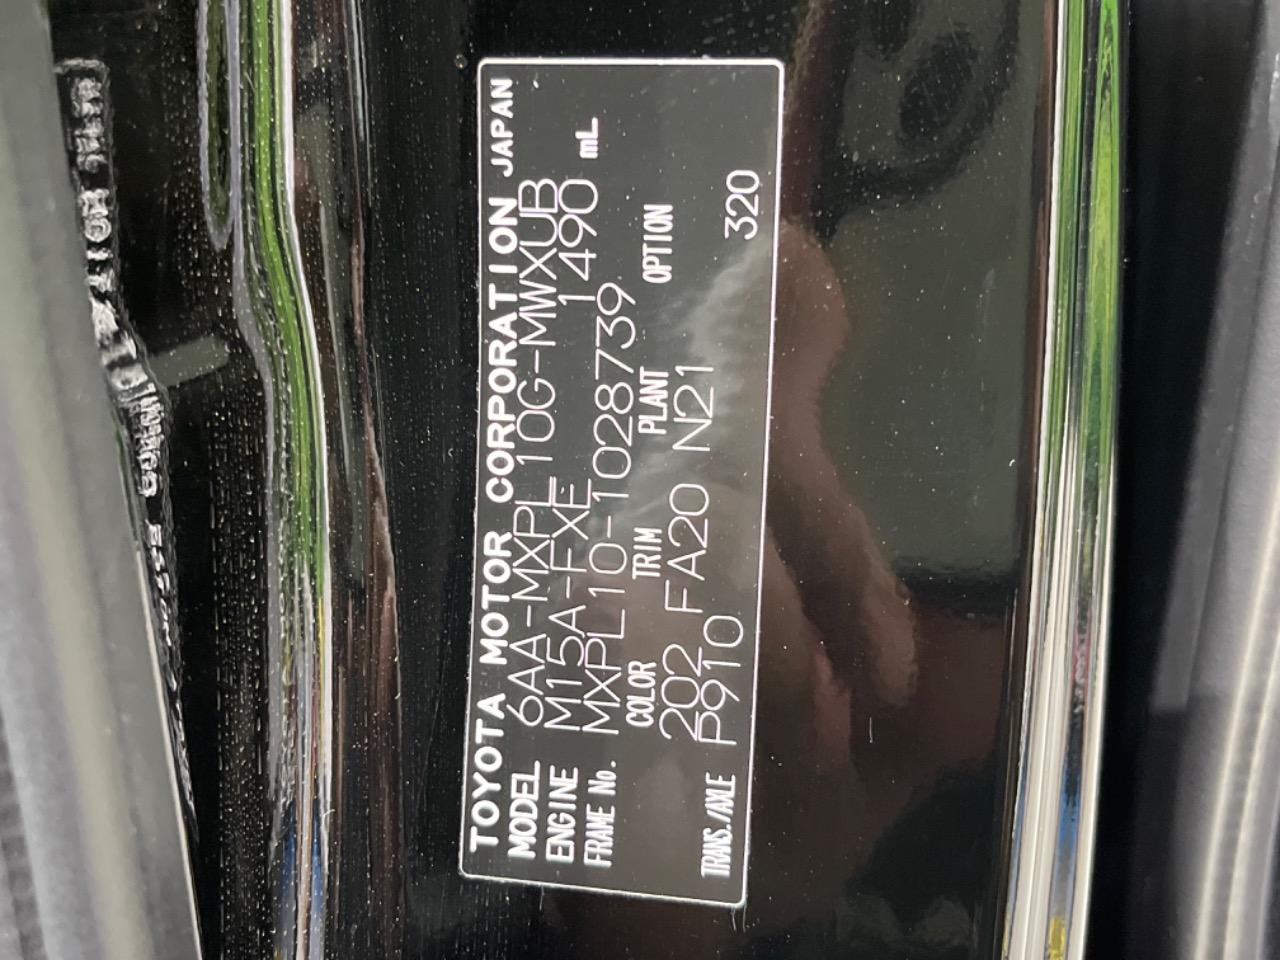 TOYOTA MOTOR CORPORATION JAPAN
MODEL 6AA-MXPL10G-MWXUB
ENGINE M15A-FXE 1490 mL
FRAME No. MXPL10-1028739
COLOR TRIM PLANT OPTION
202 FA20 N21
TRANS./AXLE P910 320